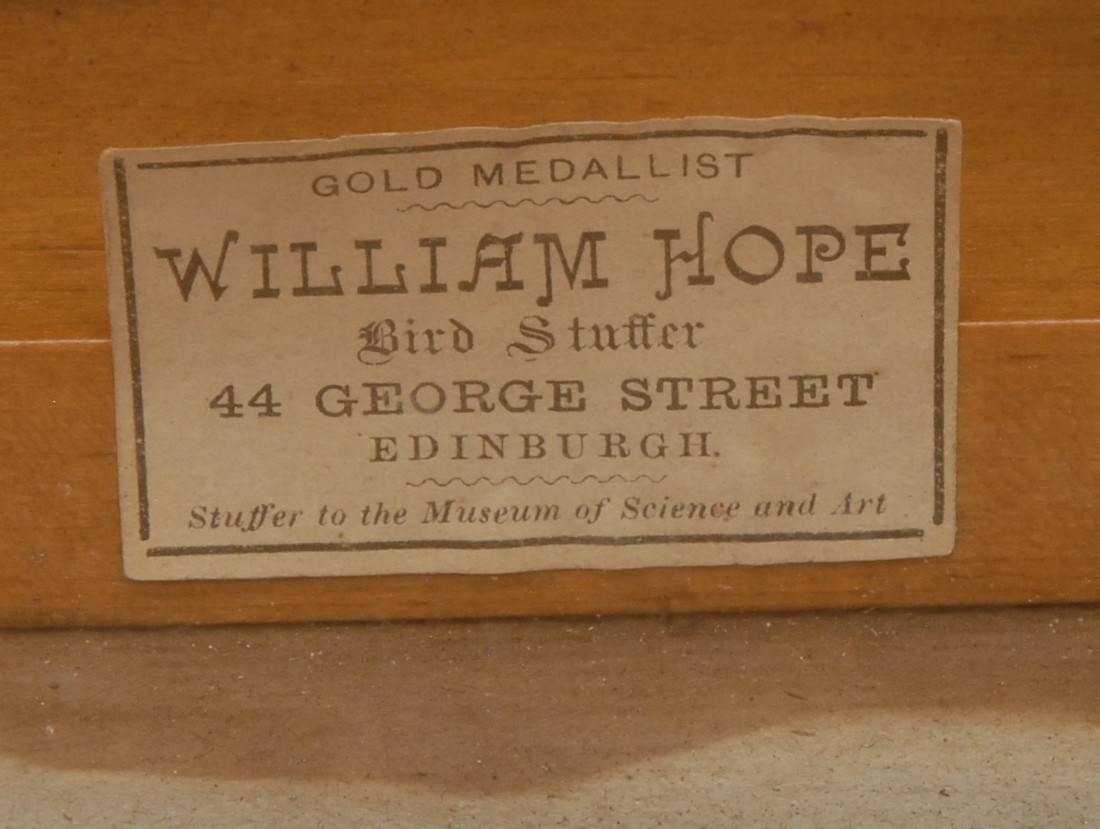 GOLD MEDALLIST
WILLIAM HOPE
Bird Stuffer
44 GEORGE STREET
EDINBURGH.
Stuffer to the Museum of Science and Art